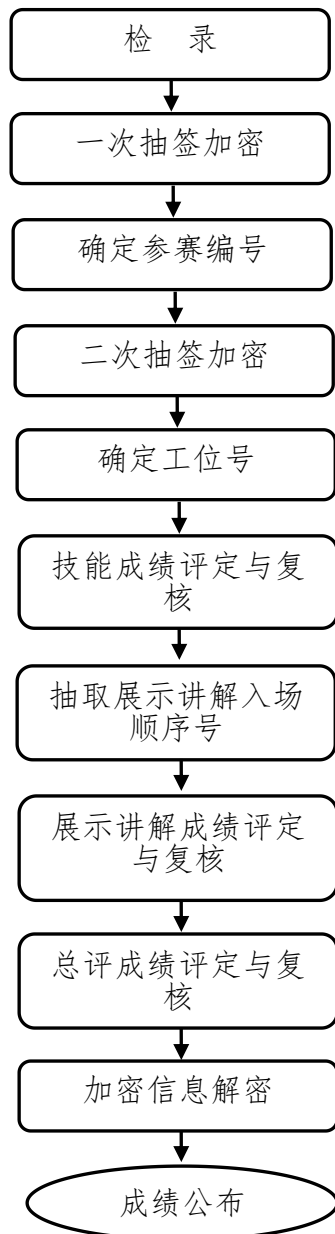 检 录
一次抽签加密
确定参赛编号
二次抽签加密
确定工位号
技能成绩评定与复
核
抽取展示讲解入场
顺序号
展示讲解成绩评定
与复核
总评成绩评定与复
核
加密信息解密
成绩公布